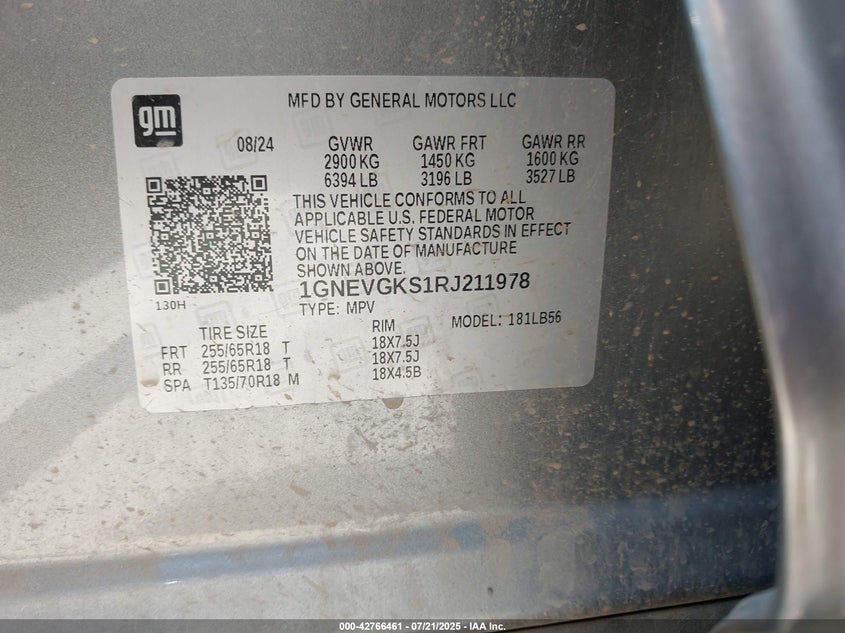 gm
MFD BY GENERAL MOTORS LLC
08/24 GVWR GAWR FRT GAWR RR
2900 KG 1450 KG 1600 KG
6394 LB 3196 LB 3527 LB
THIS VEHICLE CONFORMS TO ALL
APPLICABLE U.S. FEDERAL MOTOR
VEHICLE SAFETY STANDARDS IN EFFECT
ON THE DATE OF MANUFACTURE
SHOWN ABOVE.
130H
1GNEVGKS1RJ211978
TYPE: MPV MODEL: 181LB56
TIRE SIZE RIM
FRT 255/65R18 T 18X7.5J
RR 255/65R18 T 18X7.5J
SPA T135/70R18 M 18X4.5B
000-42766461 - 07/21/2025 - IAA Inc.